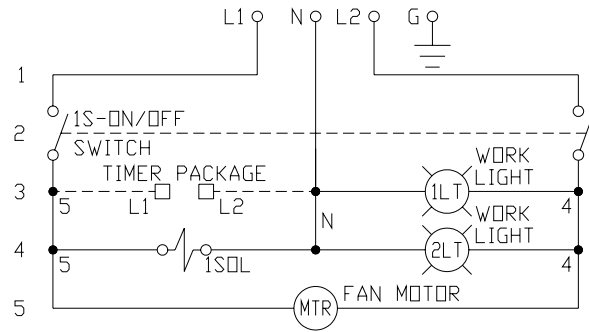 L1 N L2 G
1
2 1S-ON/OFF
SWITCH
TIMER PACKAGE
WORK
LIGHT
3 5 L1 L2 1LT 4
N
WORK
LIGHT
4 5 1SOL 2LT 4
5 MTR FAN MOTOR